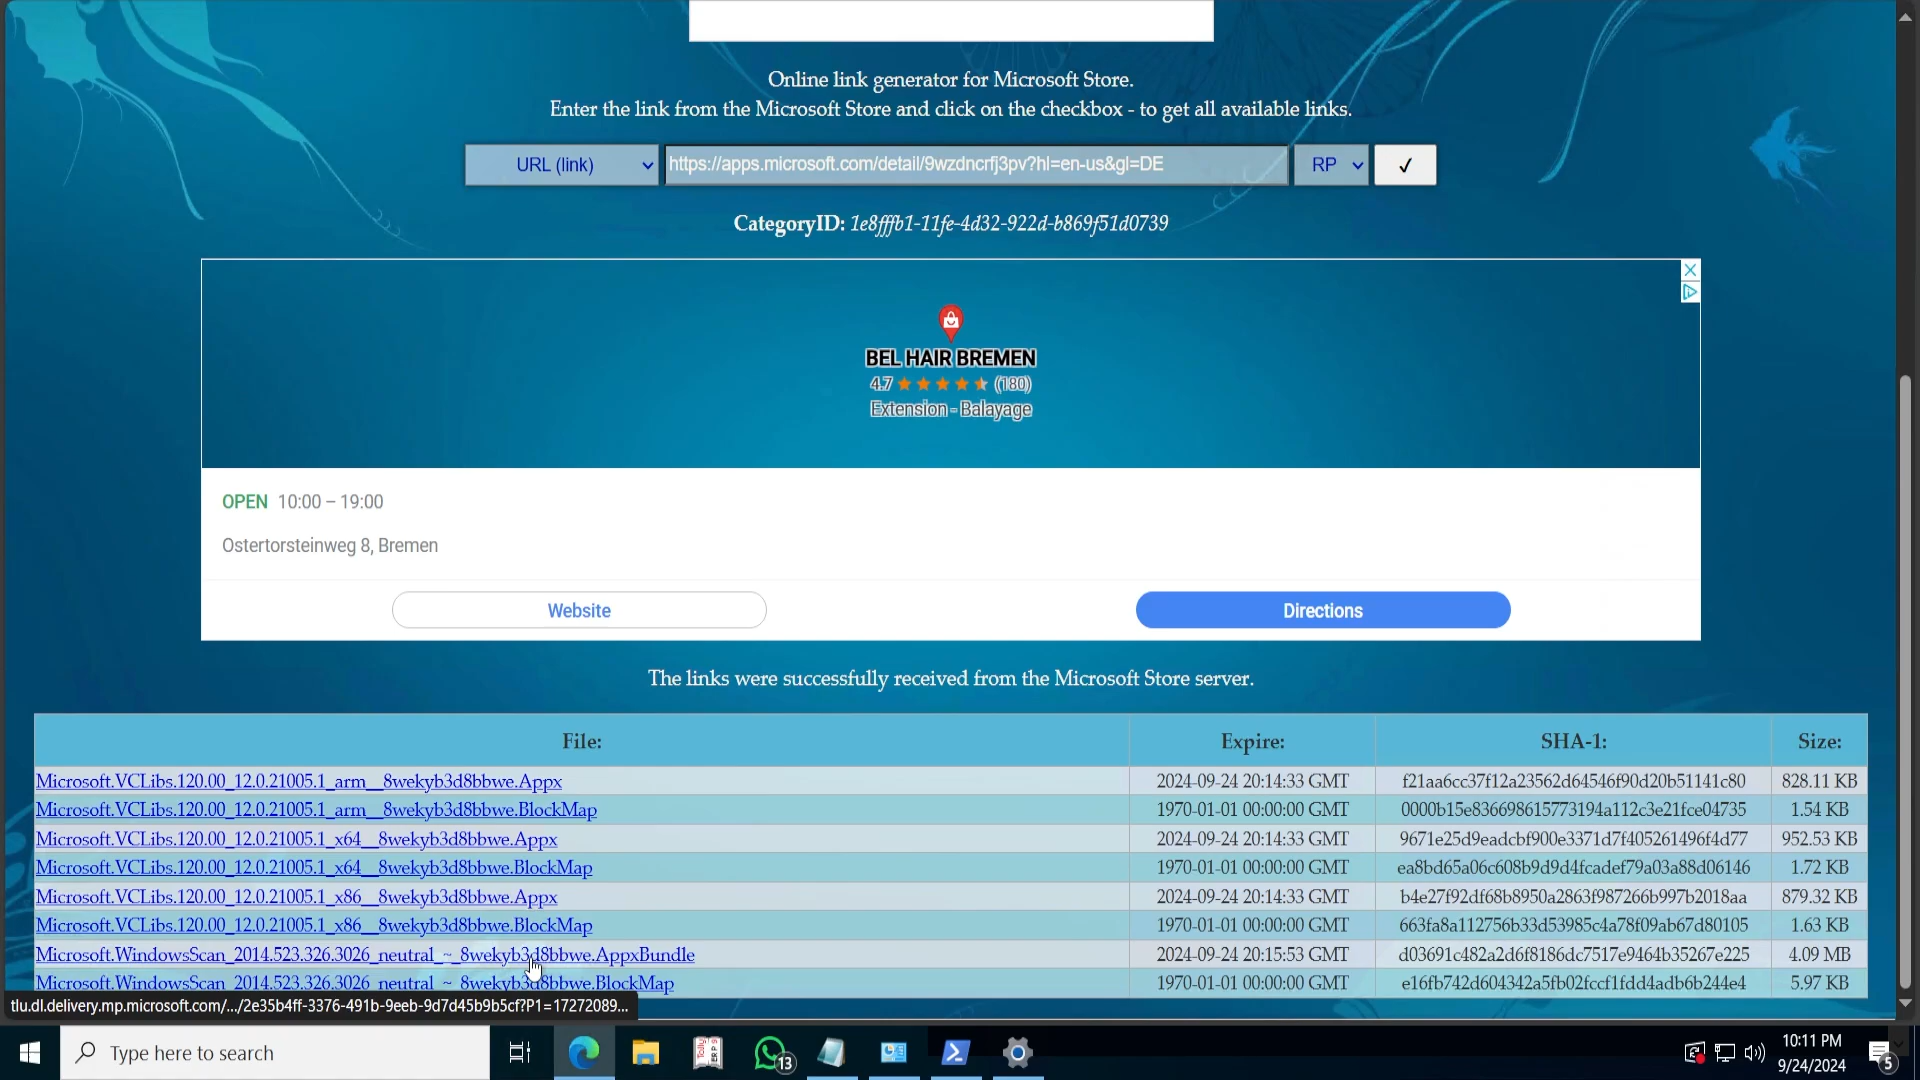 Online link generator for Microsoft Store.
Enter the link from the Microsoft Store and click on the checkbox - to get all available links.
URL (link) https://apps.microsoft.com/detail/9wzdncrfj3pv?hl=en-us&gl=DE RP ✓
CategoryID: 1e8fffb1-11fe-4d32-922d-b869f51d0739
BEL HAIR BREMEN
4.7 ★★★★★ (180)
Extension - Balayage
OPEN 10:00 – 19:00
Ostertorsteinweg 8, Bremen
Website Directions
The links were successfully received from the Microsoft Store server.
File: Expire: SHA-1: Size:
Microsoft.VCLibs.120.00_12.0.21005.1_arm__8wekyb3d8bbwe.Appx 2024-09-24 20:14:33 GMT f21aa6cc37f12a23562d64546f90d20b51141c80 828.11 KB
Microsoft.VCLibs.120.00_12.0.21005.1_arm__8wekyb3d8bbwe.BlockMap 1970-01-01 00:00:00 GMT 0000b15e836698615773194a112c3e21fce04735 1.54 KB
Microsoft.VCLibs.120.00_12.0.21005.1_x64__8wekyb3d8bbwe.Appx 2024-09-24 20:14:33 GMT 9671e25d9eadcbf900e3371d7f405261496f4d77 952.53 KB
Microsoft.VCLibs.120.00_12.0.21005.1_x64__8wekyb3d8bbwe.BlockMap 1970-01-01 00:00:00 GMT ea8bd65a06c608b9d9d4fcadef79a03a88d06146 1.72 KB
Microsoft.VCLibs.120.00_12.0.21005.1_x86__8wekyb3d8bbwe.Appx 2024-09-24 20:14:33 GMT b4e27f92df68b8950a2863f987266b997b2018aa 879.32 KB
Microsoft.VCLibs.120.00_12.0.21005.1_x86__8wekyb3d8bbwe.BlockMap 1970-01-01 00:00:00 GMT 663fa8a112756b33d53985c4a78f09ab67d80105 1.63 KB
Microsoft.WindowsScan_2014.523.326.3026_neutral_~_8wekyb3d8bbwe.AppxBundle 2024-09-24 20:15:53 GMT d03691c482a2d6f8186dc7517e9464b35267e225 4.09 MB
Microsoft.WindowsScan_2014.523.326.3026_neutral_~_8wekyb3d8bbwe.BlockMap 1970-01-01 00:00:00 GMT e16fb742d604342a5fb02fccf1fdd4adb6b244e4 5.97 KB
tlu.dl.delivery.mp.microsoft.com/.../2e35b4ff-3376-491b-9eeb-9d7d45b9b5cf?P1=17272089...
Type here to search
13
10:11 PM
9/24/2024
5